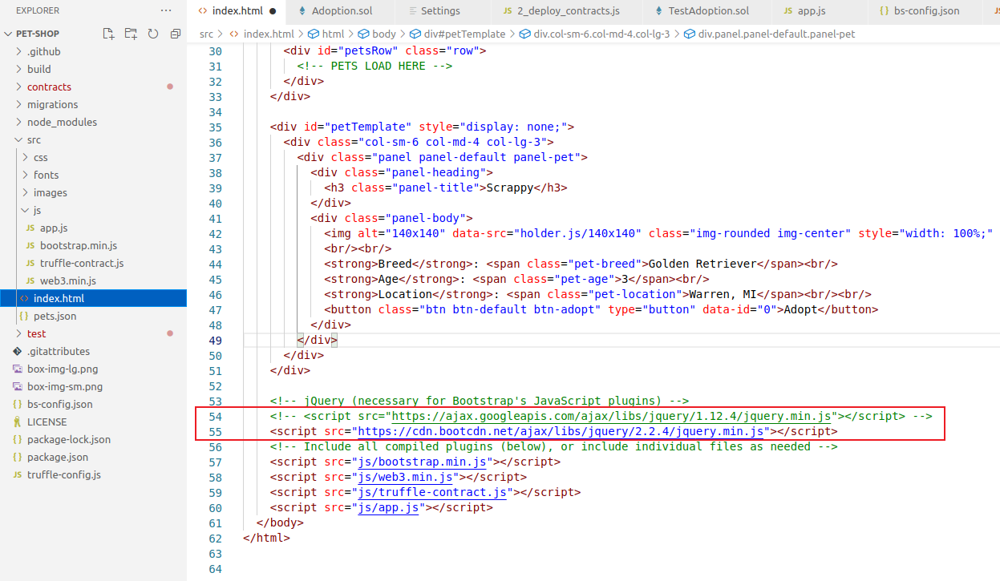 EXPLORER ···
index.html ● Adoption.sol Settings JS 2_deploy_contracts.js TestAdoption.sol JS app.js {} bs-config.json JS
PET-SHOP
src > index.html > html > body > div#petTemplate > div.col-sm-6.col-md-4.col-lg-3 > div.panel.panel-default.panel-pet
.github
build
contracts
migrations
node_modules
src
css
fonts
images
js
JS app.js
JS bootstrap.min.js
JS truffle-contract.js
JS web3.min.js
<> index.html
{} pets.json
test
.gitattributes
box-img-lg.png
box-img-sm.png
{} bs-config.json
LICENSE
{} package-lock.json
{} package.json
JS truffle-config.js
30 <div id="petsRow" class="row">
31 <!-- PETS LOAD HERE -->
32 </div>
33 </div>
34
35 <div id="petTemplate" style="display: none;">
36 <div class="col-sm-6 col-md-4 col-lg-3">
37 <div class="panel panel-default panel-pet">
38 <div class="panel-heading">
39 <h3 class="panel-title">Scrappy</h3>
40 </div>
41 <div class="panel-body">
42 <img alt="140x140" data-src="holder.js/140x140" class="img-rounded img-center" style="width: 100%;"
43 <br/><br/>
44 <strong>Breed</strong>: <span class="pet-breed">Golden Retriever</span><br/>
45 <strong>Age</strong>: <span class="pet-age">3</span><br/>
46 <strong>Location</strong>: <span class="pet-location">Warren, MI</span><br/><br/>
47 <button class="btn btn-default btn-adopt" type="button" data-id="0">Adopt</button>
48 </div>
49 </div>
50 </div>
51 </div>
52
53 <!-- jQuery (necessary for Bootstrap's JavaScript plugins) -->
54 <!-- <script src="https://ajax.googleapis.com/ajax/libs/jquery/1.12.4/jquery.min.js"></script> -->
55 <script src="https://cdn.bootcdn.net/ajax/libs/jquery/2.2.4/jquery.min.js"></script>
56 <!-- Include all compiled plugins (below), or include individual files as needed -->
57 <script src="js/bootstrap.min.js"></script>
58 <script src="js/web3.min.js"></script>
59 <script src="js/truffle-contract.js"></script>
60 <script src="js/app.js"></script>
61 </body>
62 </html>
63
64